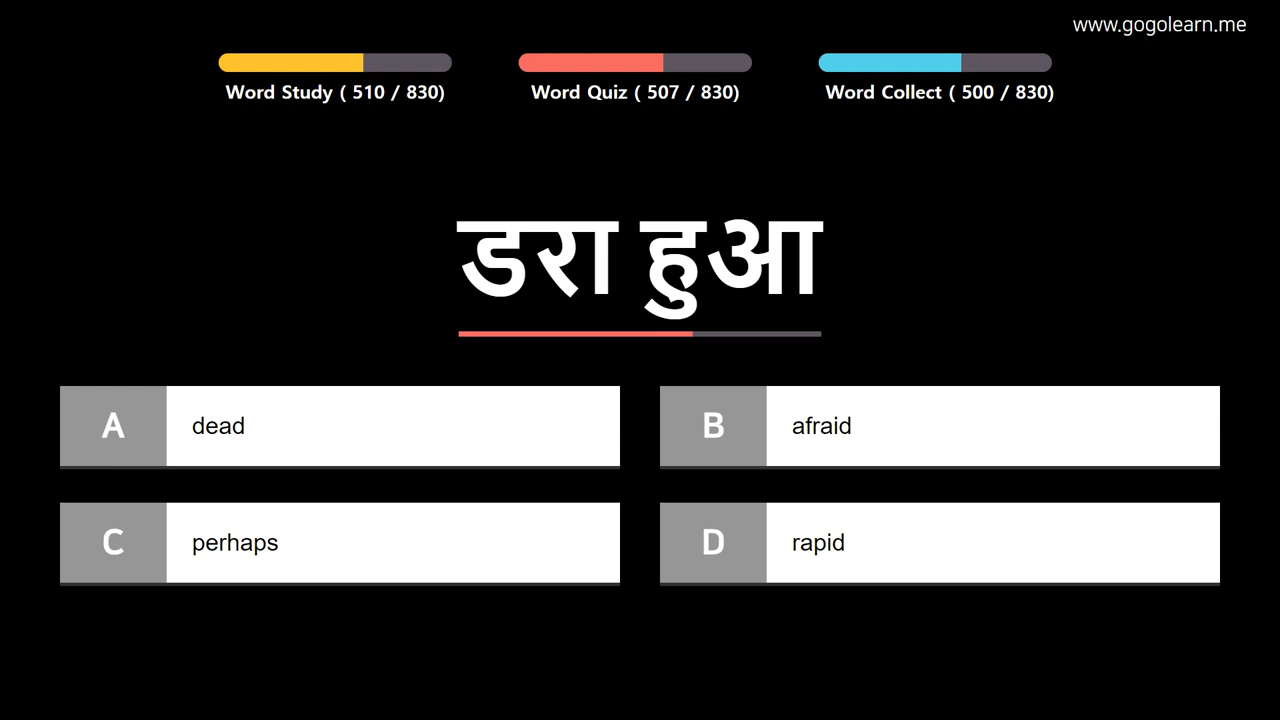 www.gogolearn.me
Word Study ( 510 / 830)
Word Quiz ( 507 / 830)
Word Collect ( 500 / 830)
डरा हुआ
A dead
B afraid
C perhaps
D rapid